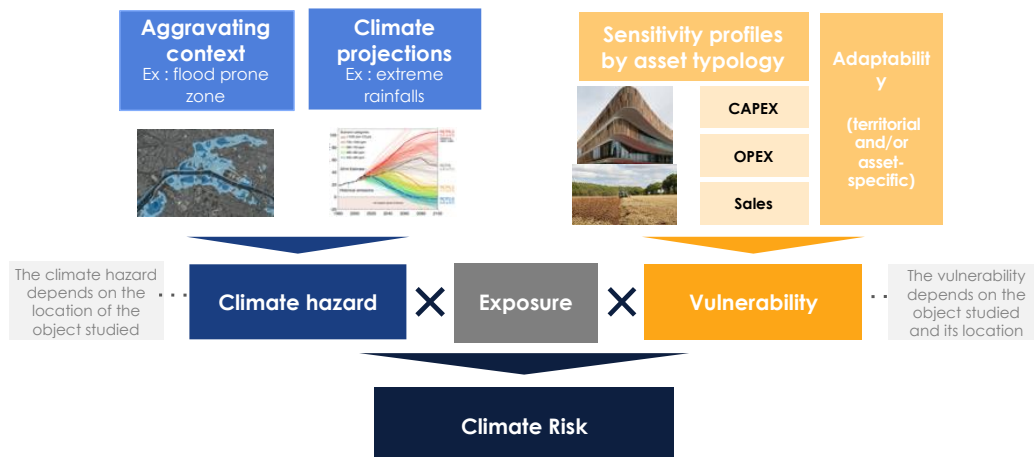 Aggravating
context
Ex : flood prone
zone
Climate
projections
Ex : extreme
rainfalls
Sensitivity profiles
by asset typology
CAPEX
OPEX
Sales
Adaptabilit
y
(territorial
and/or
asset-
specific)
The climate hazard
depends on the
location of the
object studied
Climate hazard
Exposure
Vulnerability
The vulnerability
depends on the
object studied
and its location
Climate Risk